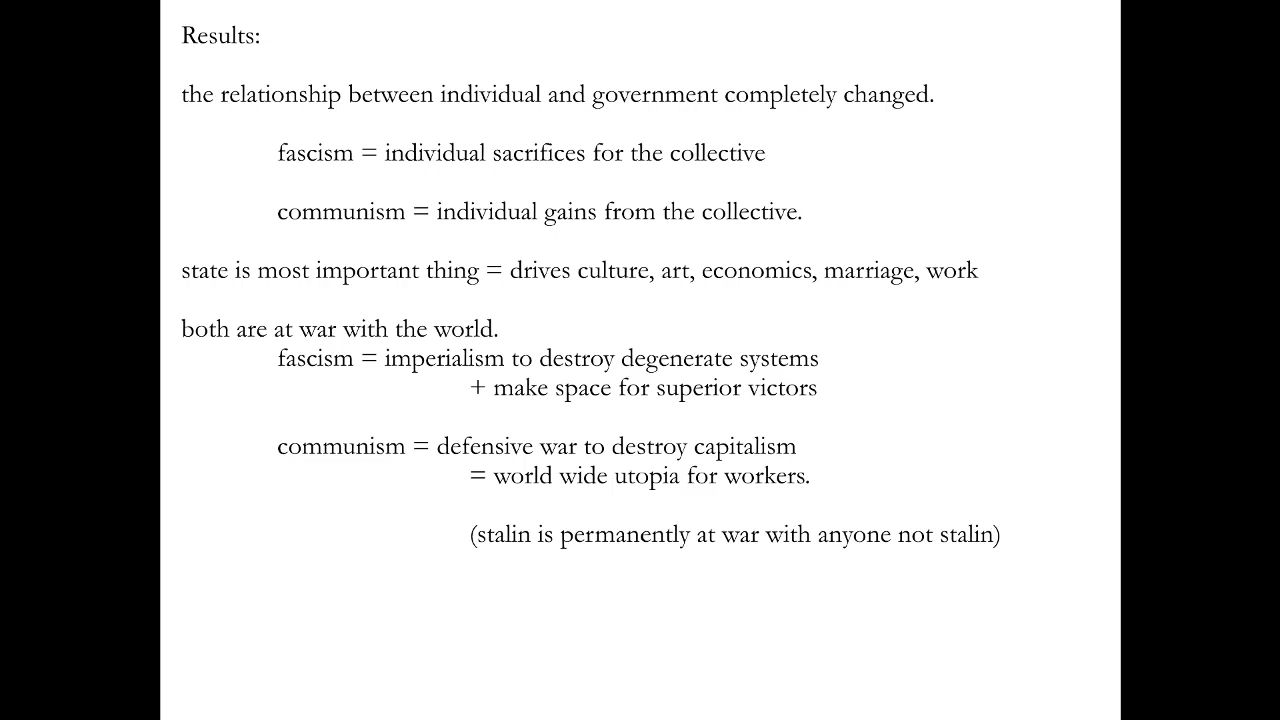 Results:
the relationship between individual and government completely changed.
fascism = individual sacrifices for the collective
communism = individual gains from the collective.
state is most important thing = drives culture, art, economics, marriage, work
both are at war with the world.
fascism = imperialism to destroy degenerate systems
+ make space for superior victors
communism = defensive war to destroy capitalism
= world wide utopia for workers.
(stalin is permanently at war with anyone not stalin)